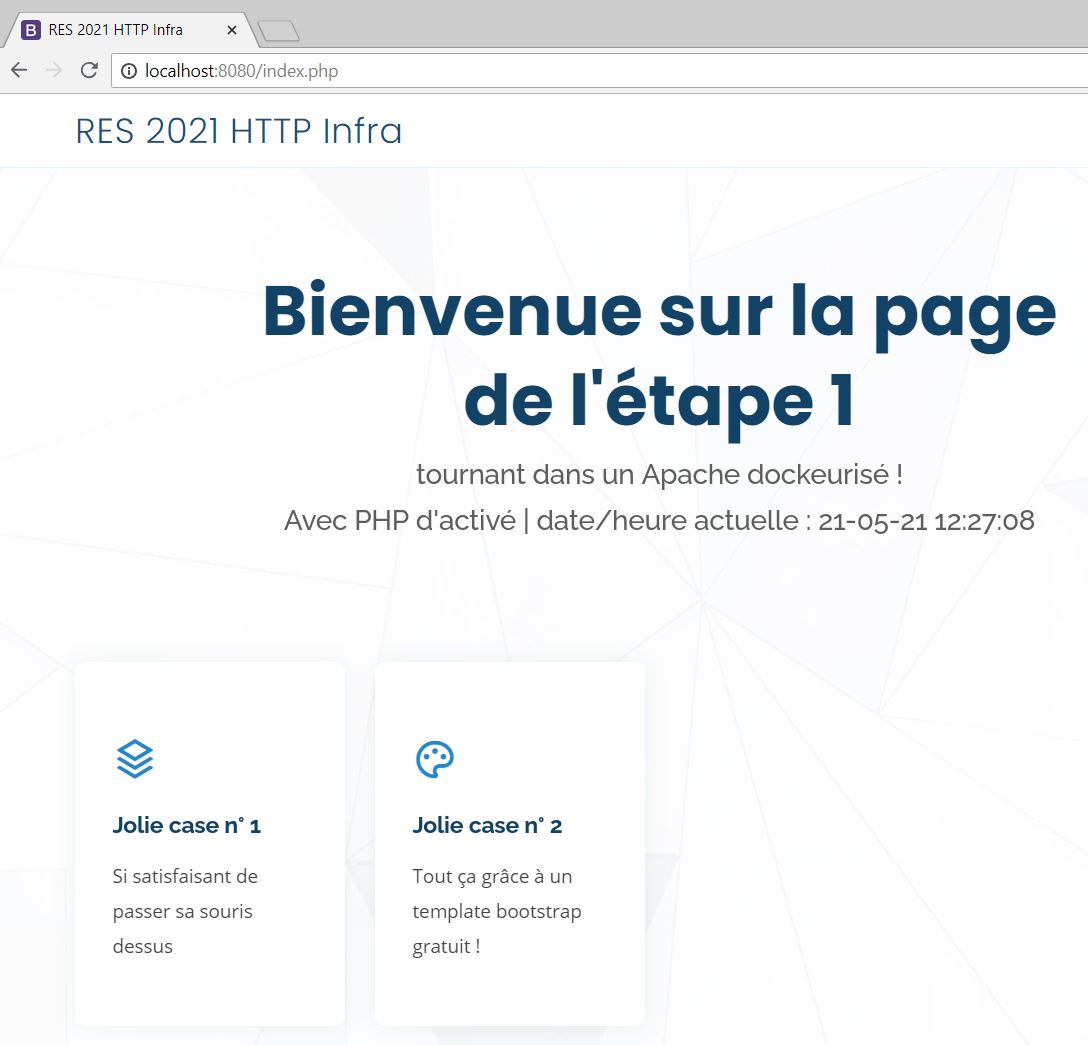 B RES 2021 HTTP Infra
localhost:8080/index.php
RES 2021 HTTP Infra
Bienvenue sur la page
de l'étape 1
tournant dans un Apache dockeurisé !
Avec PHP d'activé | date/heure actuelle : 21-05-21 12:27:08
Jolie case n° 1
Si satisfaisant de
passer sa souris
dessus
Jolie case n° 2
Tout ça grâce à un
template bootstrap
gratuit !